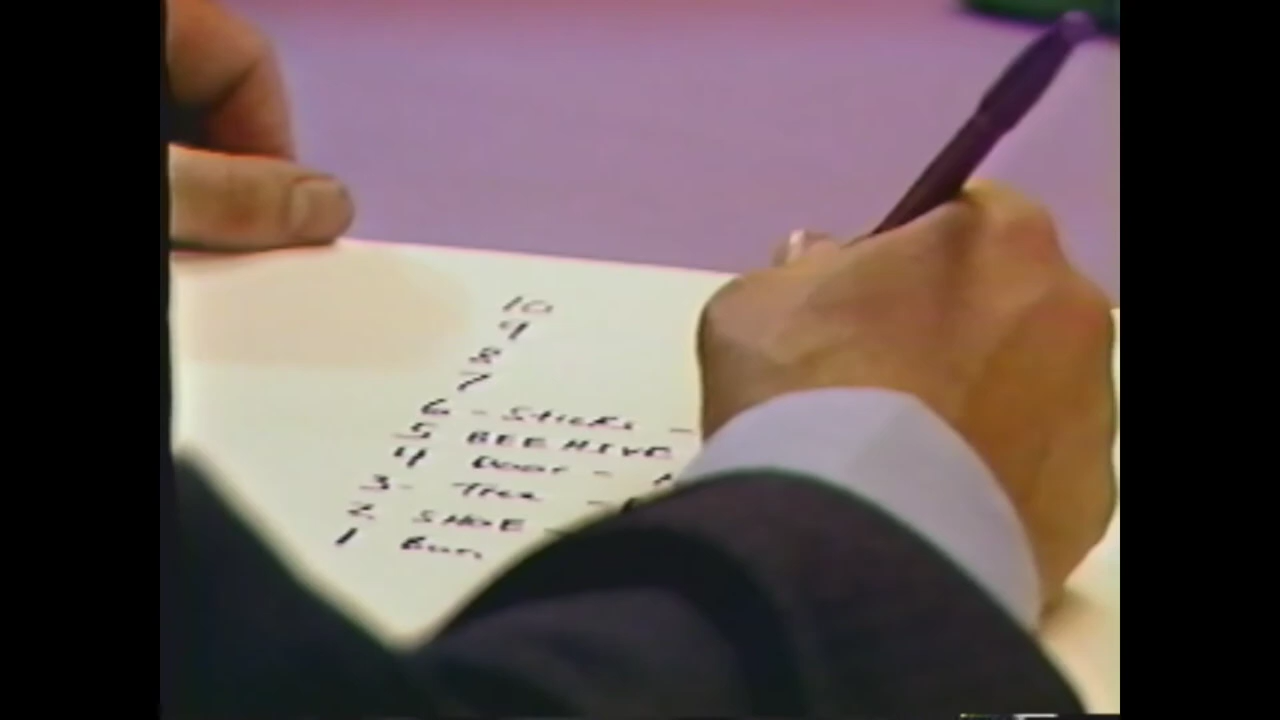 10
9
8
7
6 - Sticks -
5 BEEHIVE
4 Door -
3 - Tree -
2 SHOE -
1 Bun